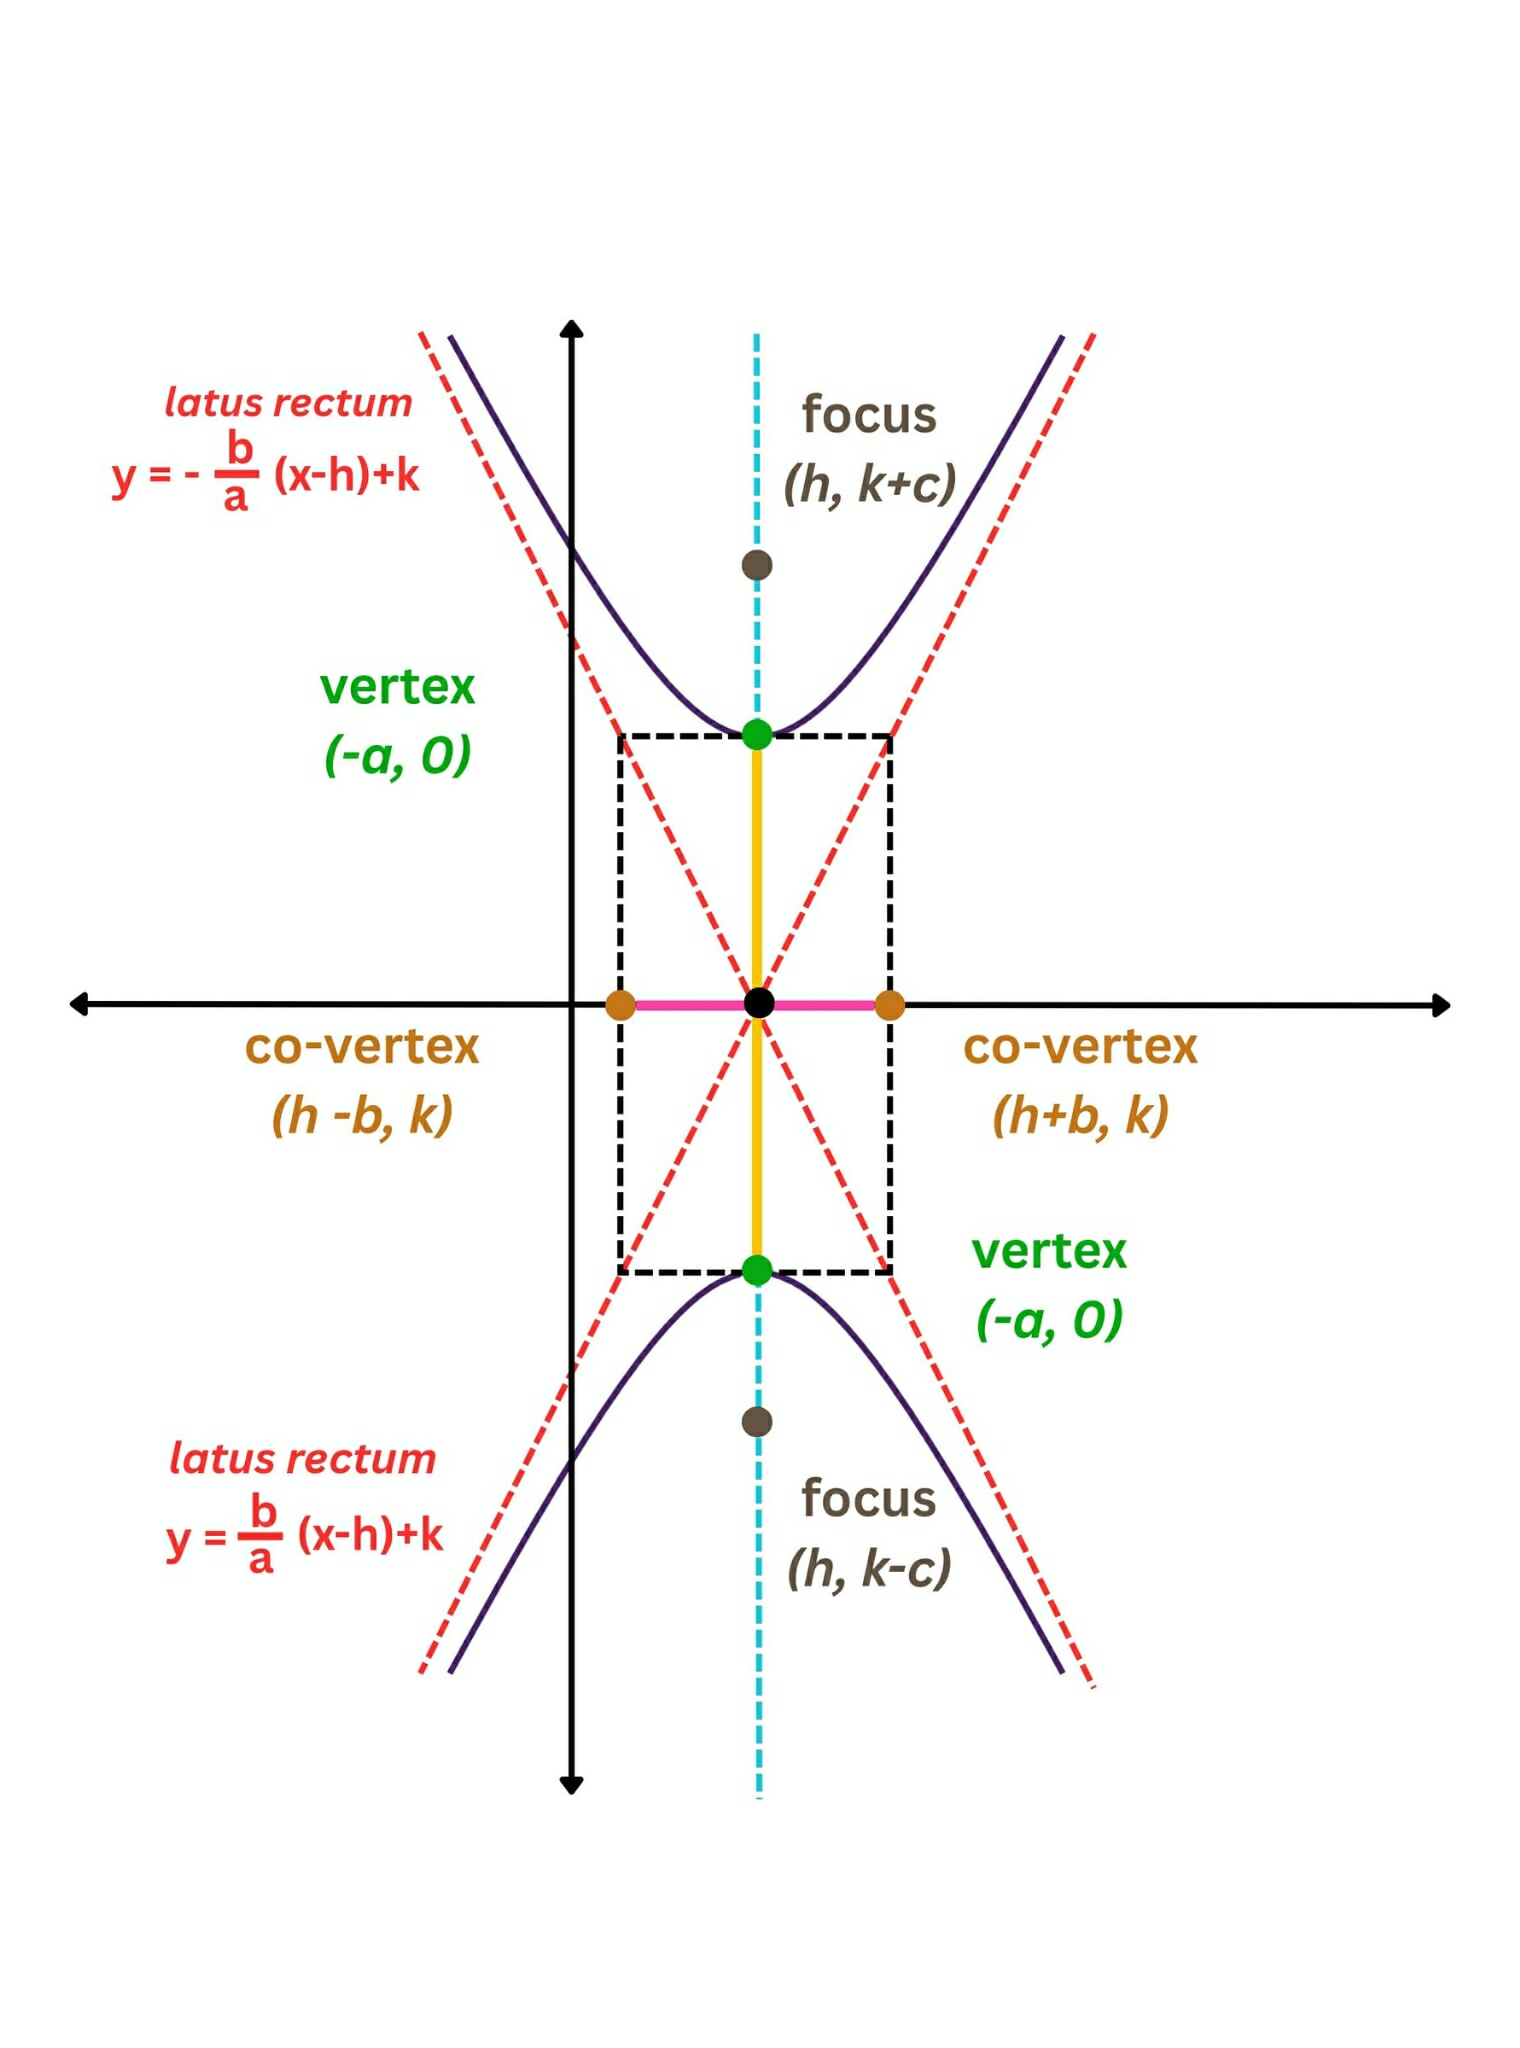 latus rectum
y = - b/a (x-h)+k
focus
(h, k+c)
vertex
(-a, 0)
co-vertex
(h -b, k)
co-vertex
(h+b, k)
vertex
(-a, 0)
latus rectum
y = b/a (x-h)+k
focus
(h, k-c)